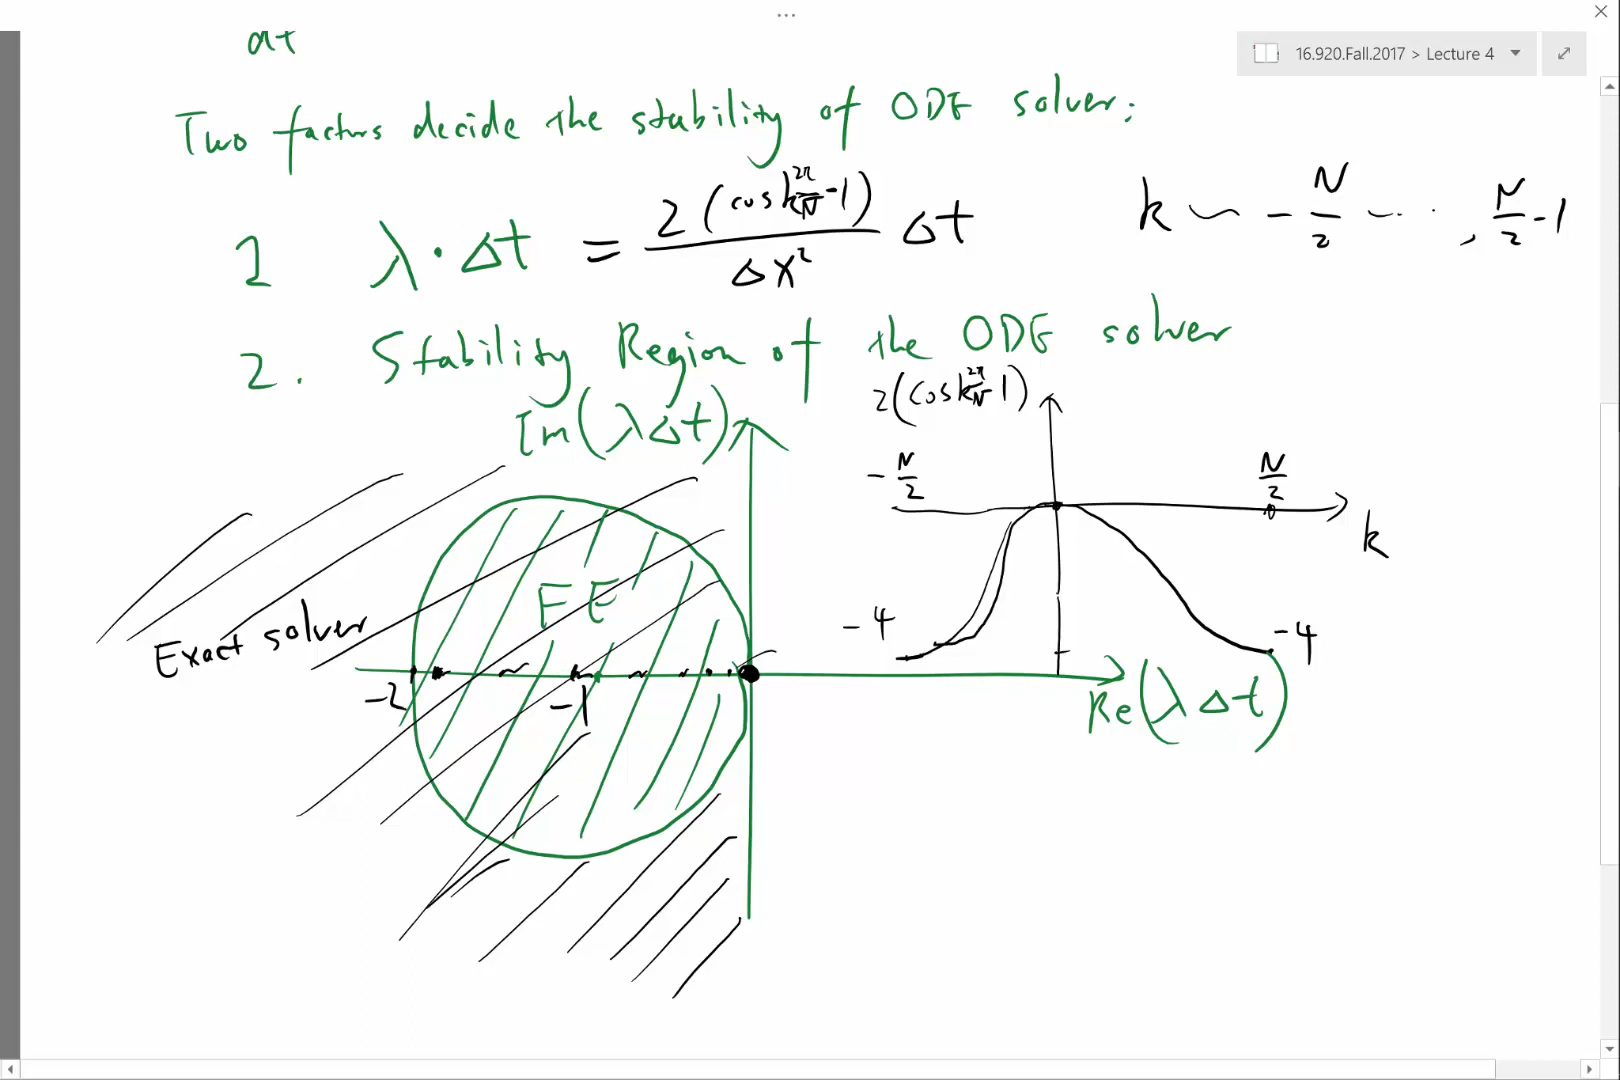 16.920.Fall.2017 > Lecture 4
Two factors decide the stability of ODE solver:
1 λ·Δt = 2(cos k 2π/N - 1)/Δx² Δt
k ~ -N/2 ..., N/2 -1
2. Stability Region of the ODE solver
Im(λΔt)
2(cos k 2π/N - 1)
-N/2
N/2
k
FE
Exact solver
-4
-4
-2
-1
Re(λΔt)